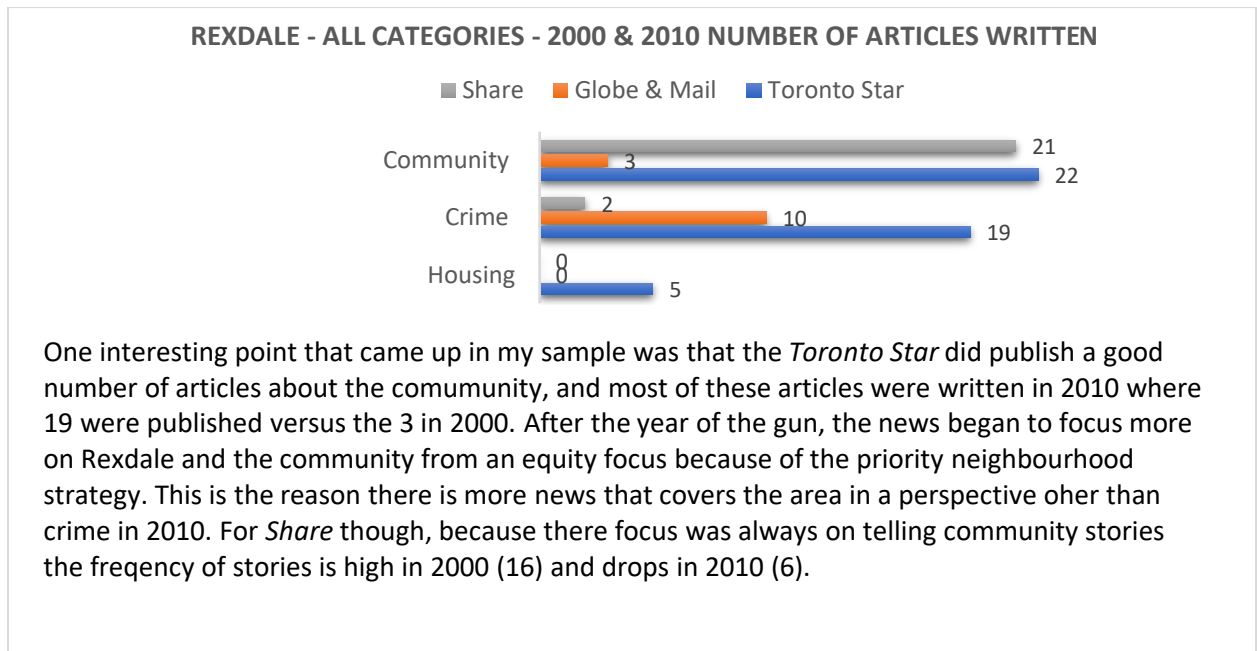 REXDALE - ALL CATEGORIES - 2000 & 2010 NUMBER OF ARTICLES WRITTEN
Share Globe & Mail Toronto Star
Community 21
3
22
Crime 2
10
19
Housing 0
0
5
One interesting point that came up in my sample was that the Toronto Star did publish a good
number of articles about the comumunity, and most of these articles were written in 2010 where
19 were published versus the 3 in 2000. After the year of the gun, the news began to focus more
on Rexdale and the community from an equity focus because of the priority neighbourhood
strategy. This is the reason there is more news that covers the area in a perspective oher than
crime in 2010. For Share though, because there focus was always on telling community stories
the freqency of stories is high in 2000 (16) and drops in 2010 (6).